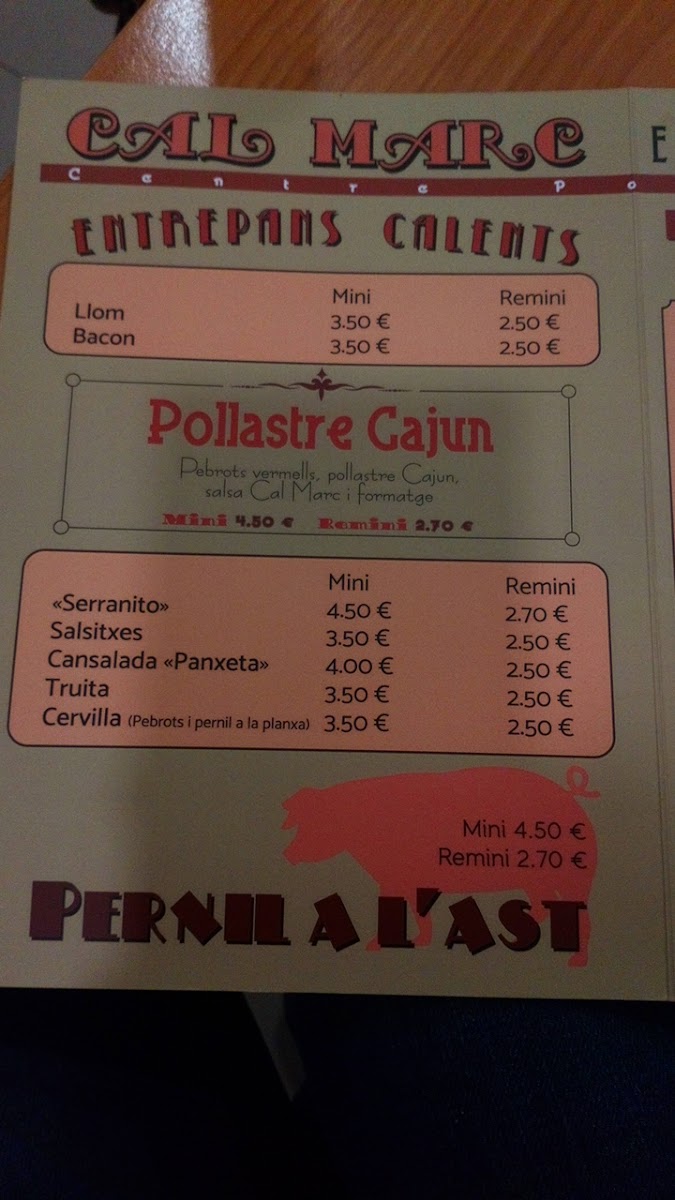 CAL MARC
E
Centre Po
ENTREPANS CALENTS
Mini Remini
Llom 3.50 € 2.50 €
Bacon 3.50 € 2.50 €
Pollastre Cajun
Pebrots vermells, pollastre Cajun,
salsa Cal Marc i formatge
Mini 4.50 € Remini 2.70 €
Mini Remini
«Serranito» 4.50 € 2.70 €
Salsitxes 3.50 € 2.50 €
Cansalada «Panxeta» 4.00 € 2.50 €
Truita 3.50 € 2.50 €
Cervilla (Pebrots i pernil a la planxa) 3.50 € 2.50 €
Mini 4.50 €
Remini 2.70 €
PERNIL A L'AST